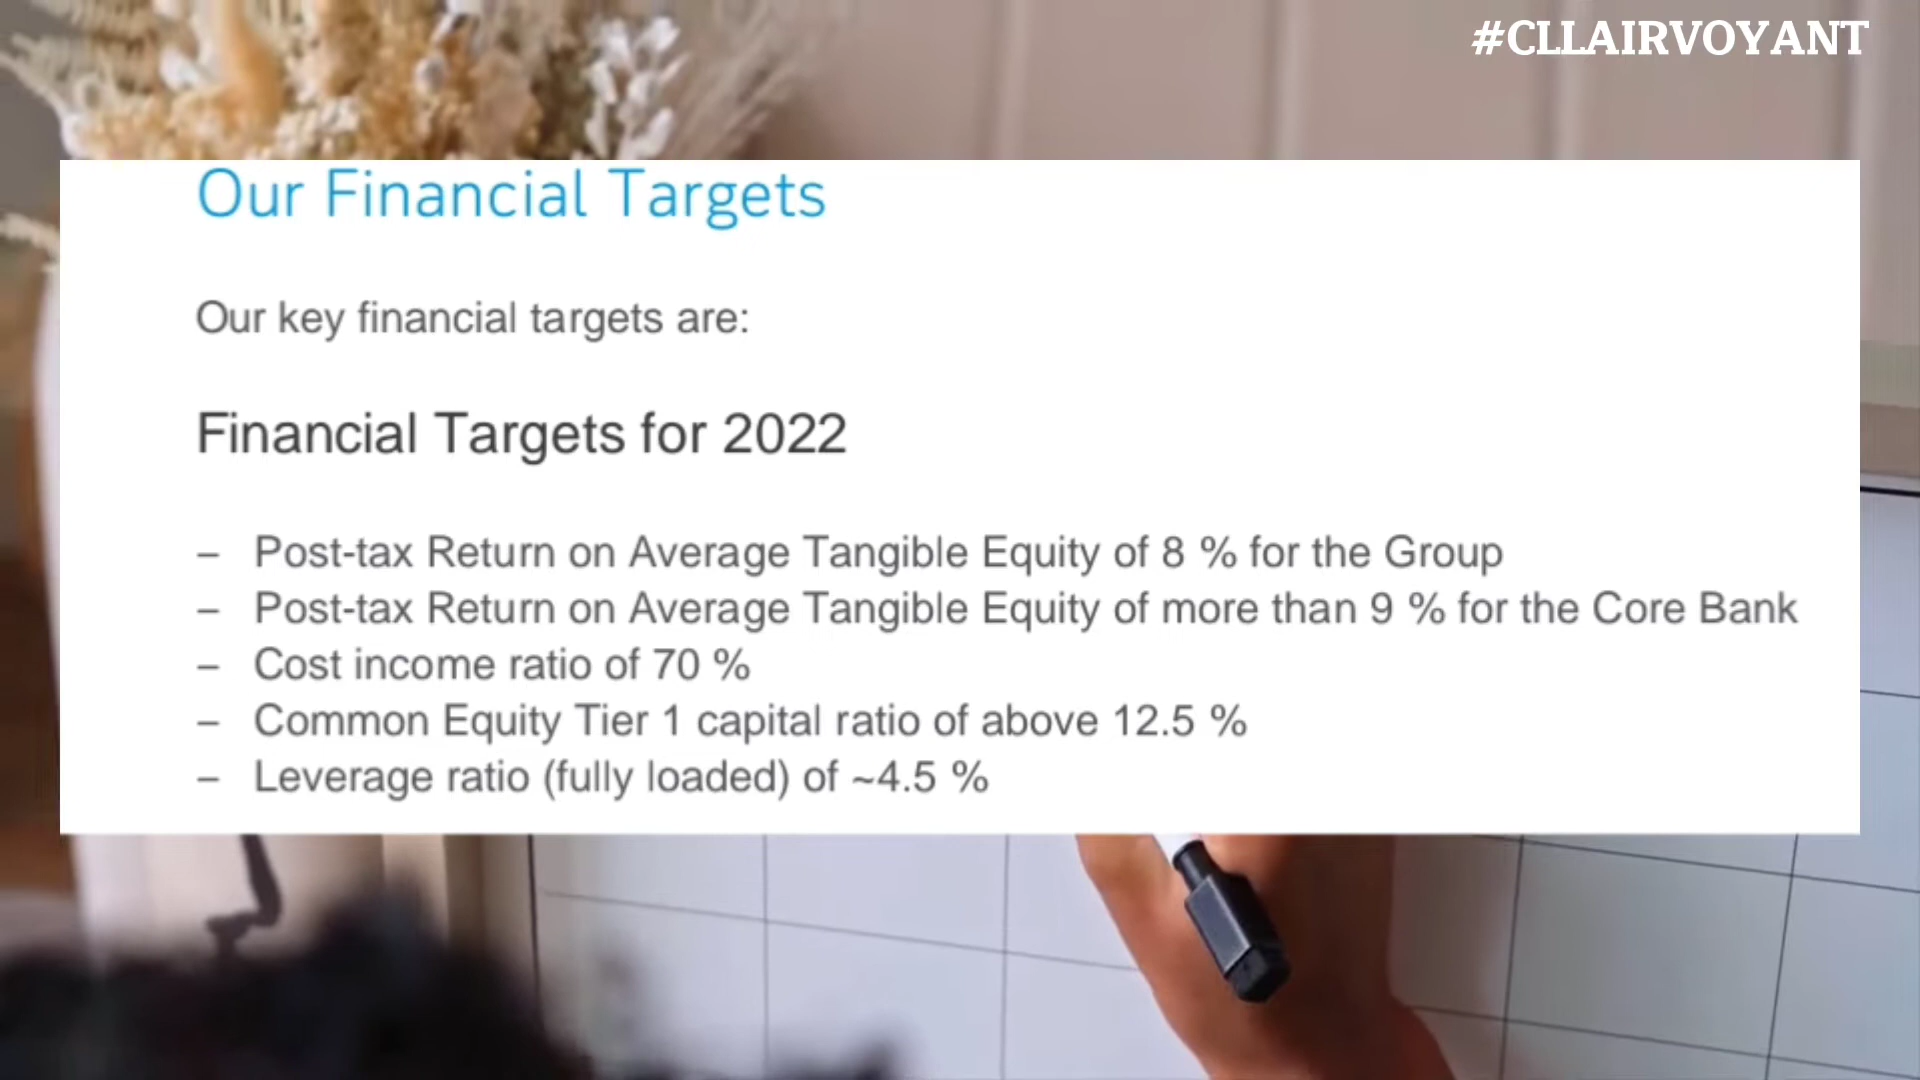 #CLLAIRVOYANT
Our Financial Targets
Our key financial targets are:
Financial Targets for 2022
– Post-tax Return on Average Tangible Equity of 8 % for the Group
– Post-tax Return on Average Tangible Equity of more than 9 % for the Core Bank
– Cost income ratio of 70 %
– Common Equity Tier 1 capital ratio of above 12.5 %
– Leverage ratio (fully loaded) of ~4.5 %